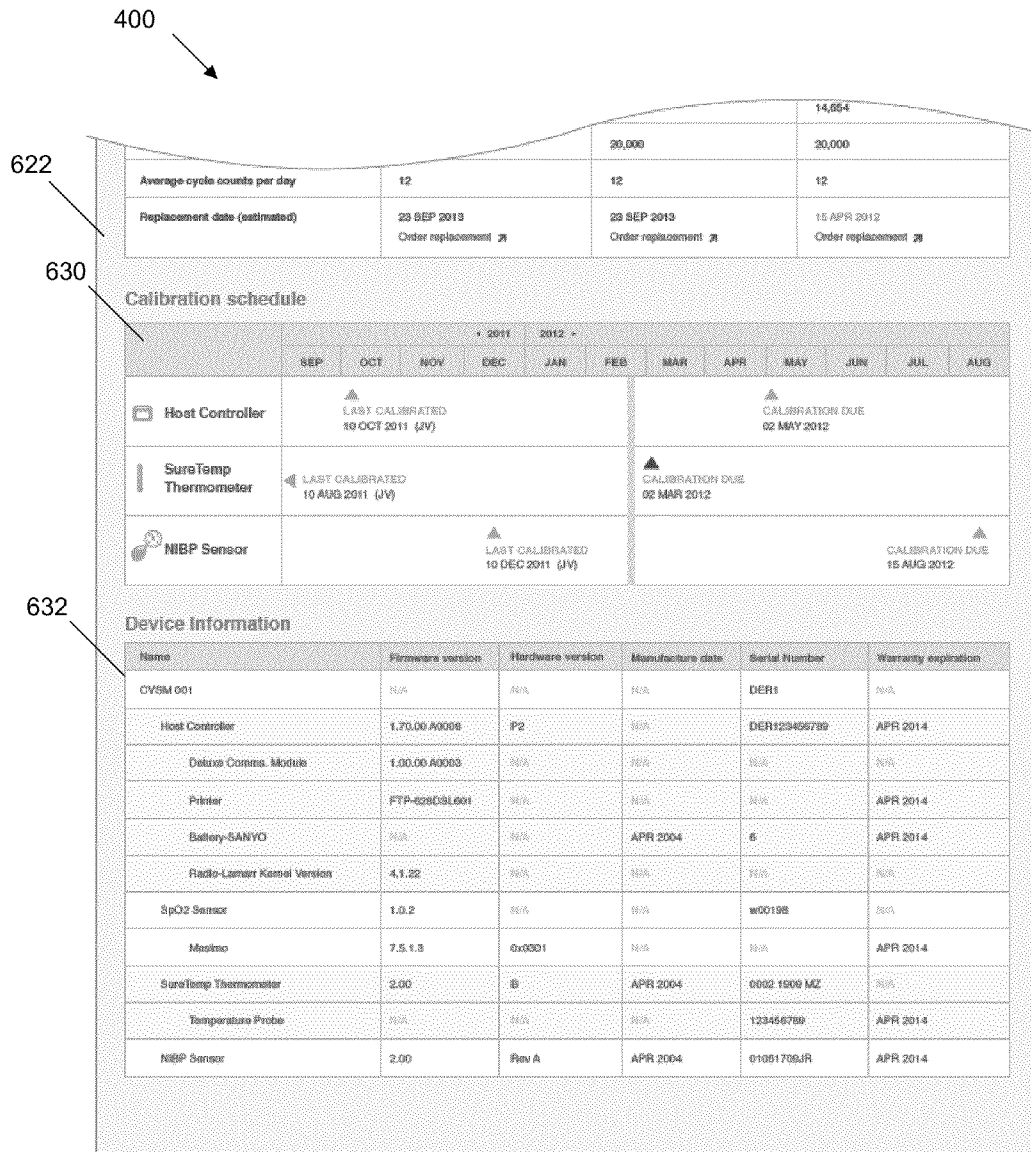 400
14,654
622
20,000 20,000
Average cycle counts per day 12 12 12
Replacement date (estimated) 23 SEP 2013 23 SEP 2013 15 APR 2012
Order replacement Order replacement Order replacement
630
Calibration schedule
2011 2012
SEP OCT NOV DEC JAN FEB MAR APR MAY JUN JUL AUG
Host Controller
LAST CALIBRATED CALIBRATION DUE
10 OCT 2011 (JV) 02 MAY 2012
SureTemp
Thermometer
LAST CALIBRATED CALIBRATION DUE
10 AUG 2011 (JV) 02 MAR 2012
NIBP Sensor
LAST CALIBRATED CALIBRATION DUE
10 DEC 2011 (JV) 15 AUG 2012
632
Device Information
Name Firmware version Hardware version Manufacture date Serial Number Warranty expiration
CVSM 001 N/A N/A N/A DER1 N/A
Host Controller 1.70.00 A0006 P2 N/A DER123456789 APR 2014
Deluxe Comms. Module 1.00.00 A0003 N/A N/A N/A N/A
Printer FTP-628DSL601 N/A N/A N/A APR 2014
Battery-SANYO N/A N/A APR 2004 6 APR 2014
Radio-Lamarr Kernel Version 4.1.22 N/A N/A N/A N/A
SpO2 Sensor 1.0.2 N/A N/A w00198 N/A
Masimo 7.5.1.3 0x0301 N/A N/A APR 2014
SureTemp Thermometer 2.00 B APR 2004 0002 1909 MZ N/A
Temperature Probe N/A N/A N/A 123456789 APR 2014
NIBP Sensor 2.00 Rev A APR 2004 01051709JR APR 2014